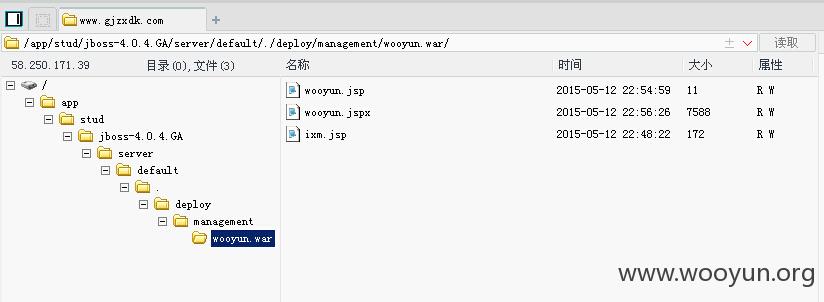 www.gjzxdk.com
/app/stud/jboss-4.0.4.GA/server/default/./deploy/management/wooyun.war/ 读取
58.250.171.39 目录(0),文件(3) 名称 时间 大小 属性
/
app
stud
jboss-4.0.4.GA
server
default
.
deploy
management
wooyun.war
wooyun.jsp 2015-05-12 22:54:59 11 R W
wooyun.jspx 2015-05-12 22:56:26 7588 R W
ixm.jsp 2015-05-12 22:48:22 172 R W
www.wooyun.org